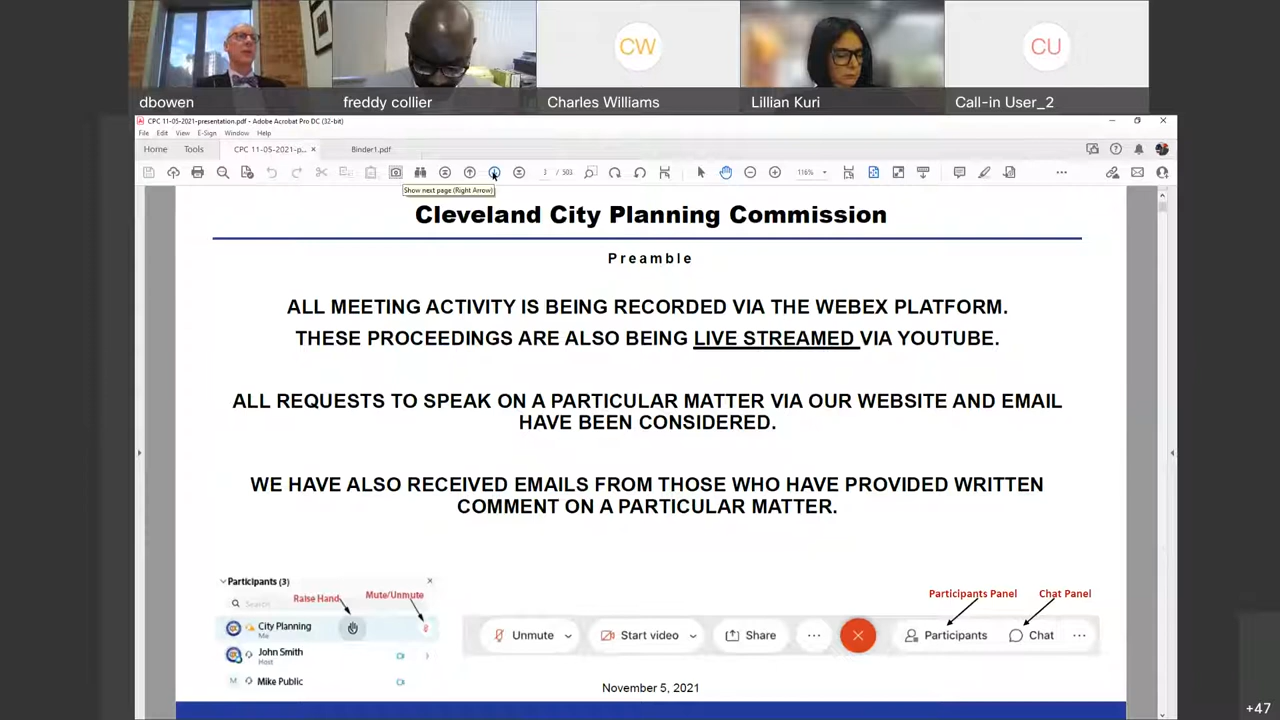 CW
CU
dbowen
freddy collier
Charles Williams
Lillian Kuri
Call-in User_2
CPC 11-05-2021-presentation.pdf - Adobe Acrobat Pro DC (32-bit)
File Edit View E-Sign Window Help
Home Tools CPC 11-05-2021-p... × Binder1.pdf
3 / 503 116%
Show next page (Right Arrow)
Cleveland City Planning Commission
Preamble
ALL MEETING ACTIVITY IS BEING RECORDED VIA THE WEBEX PLATFORM.
THESE PROCEEDINGS ARE ALSO BEING LIVE STREAMED VIA YOUTUBE.
ALL REQUESTS TO SPEAK ON A PARTICULAR MATTER VIA OUR WEBSITE AND EMAIL
HAVE BEEN CONSIDERED.
WE HAVE ALSO RECEIVED EMAILS FROM THOSE WHO HAVE PROVIDED WRITTEN
COMMENT ON A PARTICULAR MATTER.
Participants (3)
Search
Raise Hand
Mute/Unmute
City Planning
Me
John Smith
Host
M Mike Public
Participants Panel
Chat Panel
Unmute Start video Share ... Participants Chat ...
November 5, 2021
+47